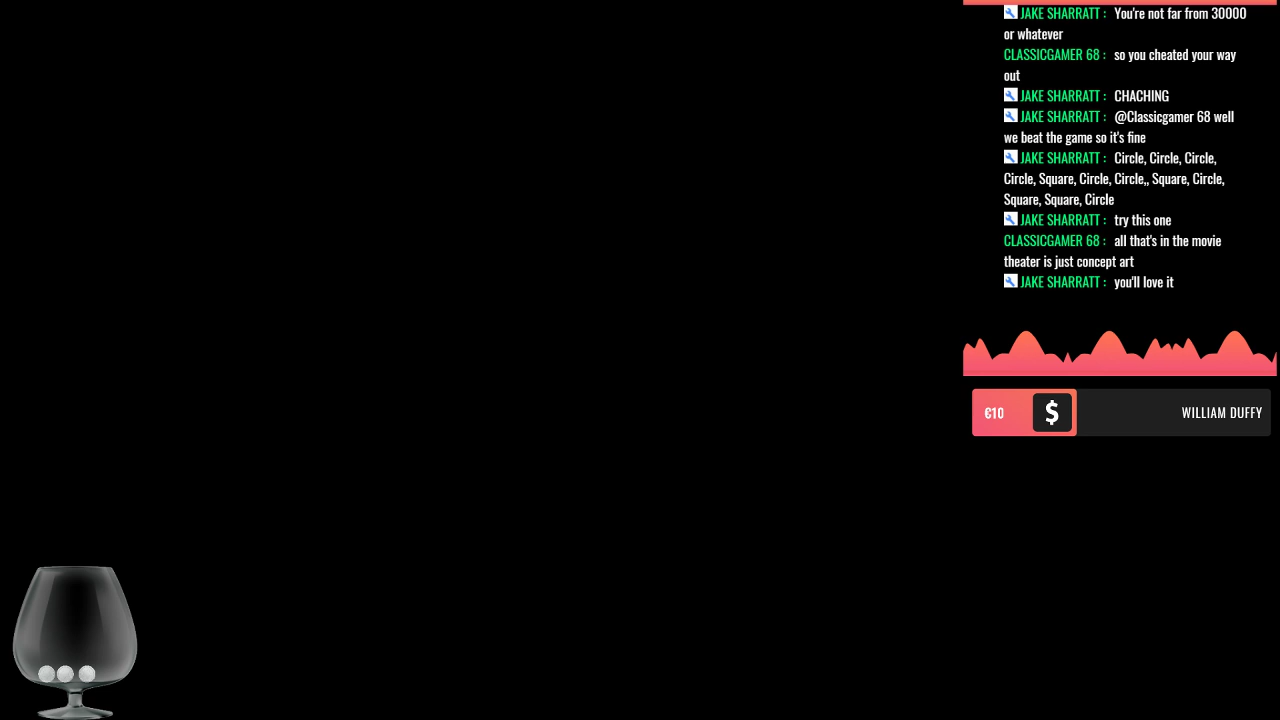 JAKE SHARRATT : You're not far from 30000
or whatever
CLASSICGAMER 68 : so you cheated your way
out
JAKE SHARRATT : CHACHING
JAKE SHARRATT : @Classicgamer 68 well
we beat the game so it's fine
JAKE SHARRATT : Circle, Circle, Circle,
Circle, Square, Circle, Circle,, Square, Circle,
Square, Square, Circle
JAKE SHARRATT : try this one
CLASSICGAMER 68 : all that's in the movie
theater is just concept art
JAKE SHARRATT : you'll love it
€10 $ WILLIAM DUFFY